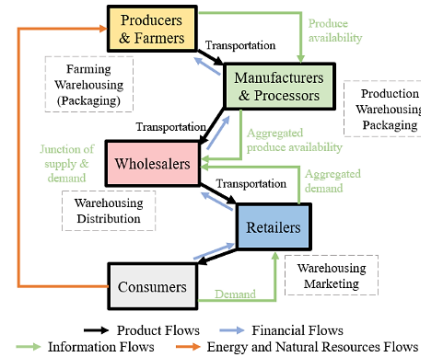 Producers
& Farmers
Produce
availability
Transportation
Farming
Warehousing
(Packaging)
Manufacturers
& Processors
Production
Warehousing
Packaging
Transportation
Junction of
supply &
demand
Aggregated
produce availability
Wholesalers
Aggregated
demand
Transportation
Warehousing
Distribution
Retailers
Warehousing
Marketing
Consumers
Demand
Product Flows
Financial Flows
Information Flows
Energy and Natural Resources Flows